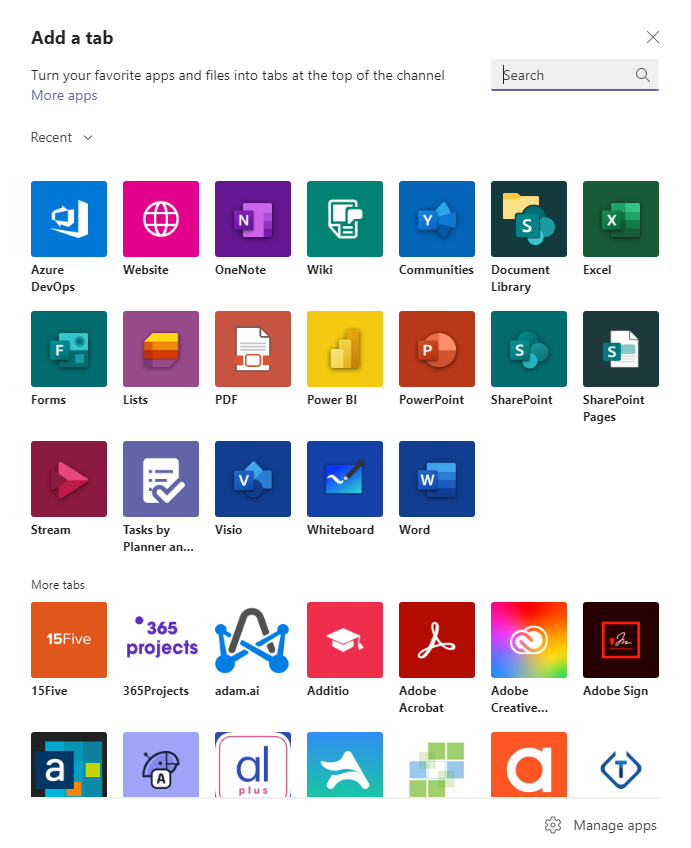 Add a tab
Turn your favorite apps and files into tabs at the top of the channel
Search
More apps
Recent
N
Y
S
X
Azure
DevOps
Website
OneNote
Wiki
Communities
Document
Library
Excel
F
P
S
S
Forms
Lists
PDF
Power BI
PowerPoint
SharePoint
SharePoint
Pages
V
W
Stream
Tasks by
Planner an...
Visio
Whiteboard
Word
More tabs
15Five
365
projects
15Five
365Projects
adam.ai
Additio
Adobe
Acrobat
Adobe
Creative...
Adobe Sign
a
A
al
plus
a
T
Manage apps